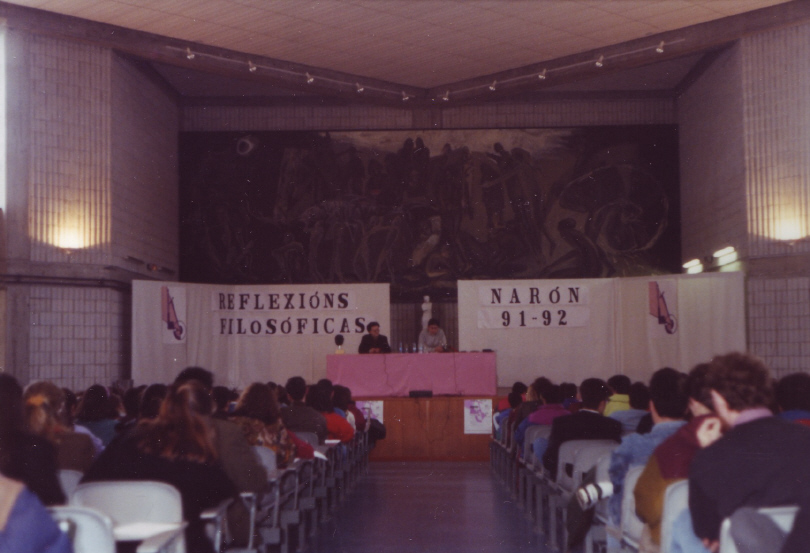 REFLEXIÓNS
FILOSÓFICAS
NARÓN
91-92